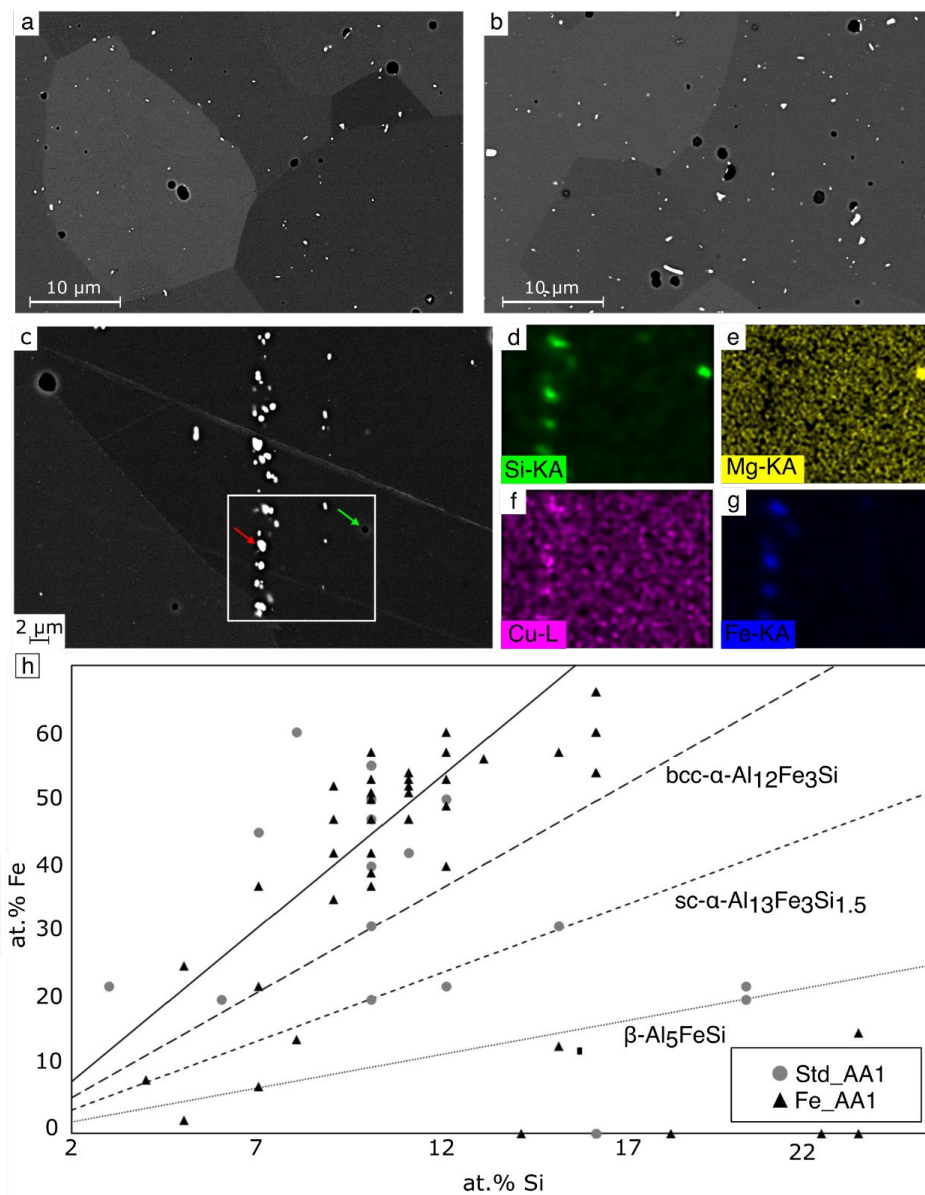 a
b
10 µm
10 µm
c
d
e
Si-KA
Mg-KA
f
g
2 µm
Cu-L
Fe-KA
h
60
50
40
30
20
10
0
at.% Fe
bcc-α-Al12Fe3Si
sc-α-Al13Fe3Si1.5
β-Al5FeSi
Std_AA1
Fe_AA1
2
7
12
17
22
at.% Si